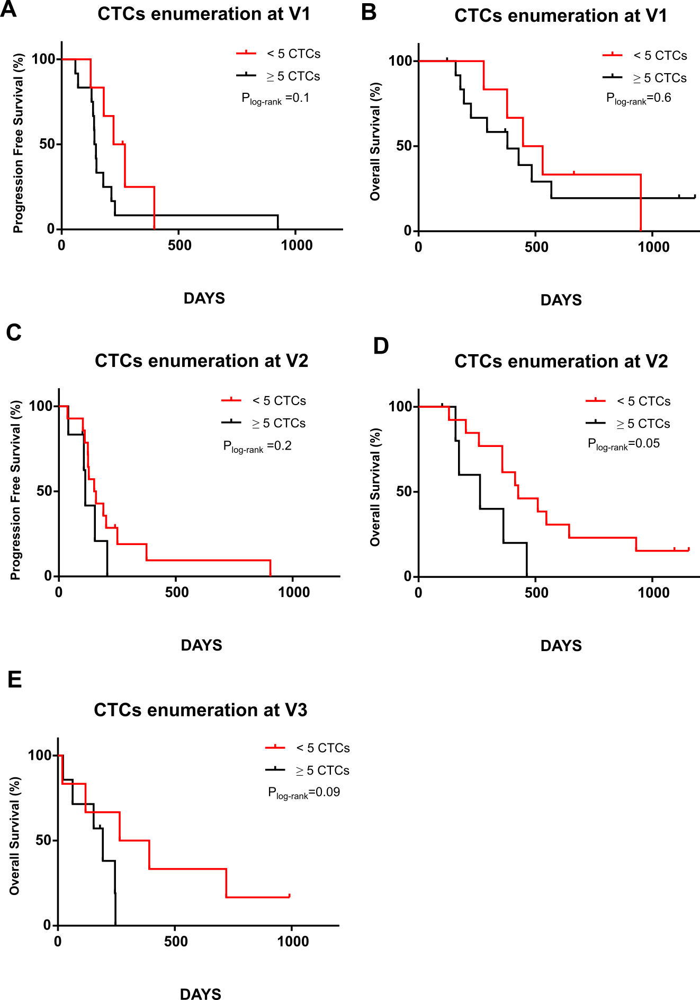 A
CTCs enumeration at V1
Progression Free Survival (%)
100
50
0
0 500 1000
< 5 CTCs
≥ 5 CTCs
Plog-rank =0.1
DAYS
B
CTCs enumeration at V1
Overall Survival (%)
100
50
0
0 500 1000
< 5 CTCs
≥ 5 CTCs
Plog-rank=0.6
DAYS
C
CTCs enumeration at V2
Progression Free Survival (%)
100
50
0
0 500 1000
< 5 CTCs
≥ 5 CTCs
Plog-rank =0.2
DAYS
D
CTCs enumeration at V2
Overall Survival (%)
100
50
0
0 500 1000
< 5 CTCs
≥ 5 CTCs
Plog-rank=0.05
DAYS
E
CTCs enumeration at V3
Overall Survival (%)
100
50
0
0 500 1000
< 5 CTCs
≥ 5 CTCs
Plog-rank=0.09
DAYS